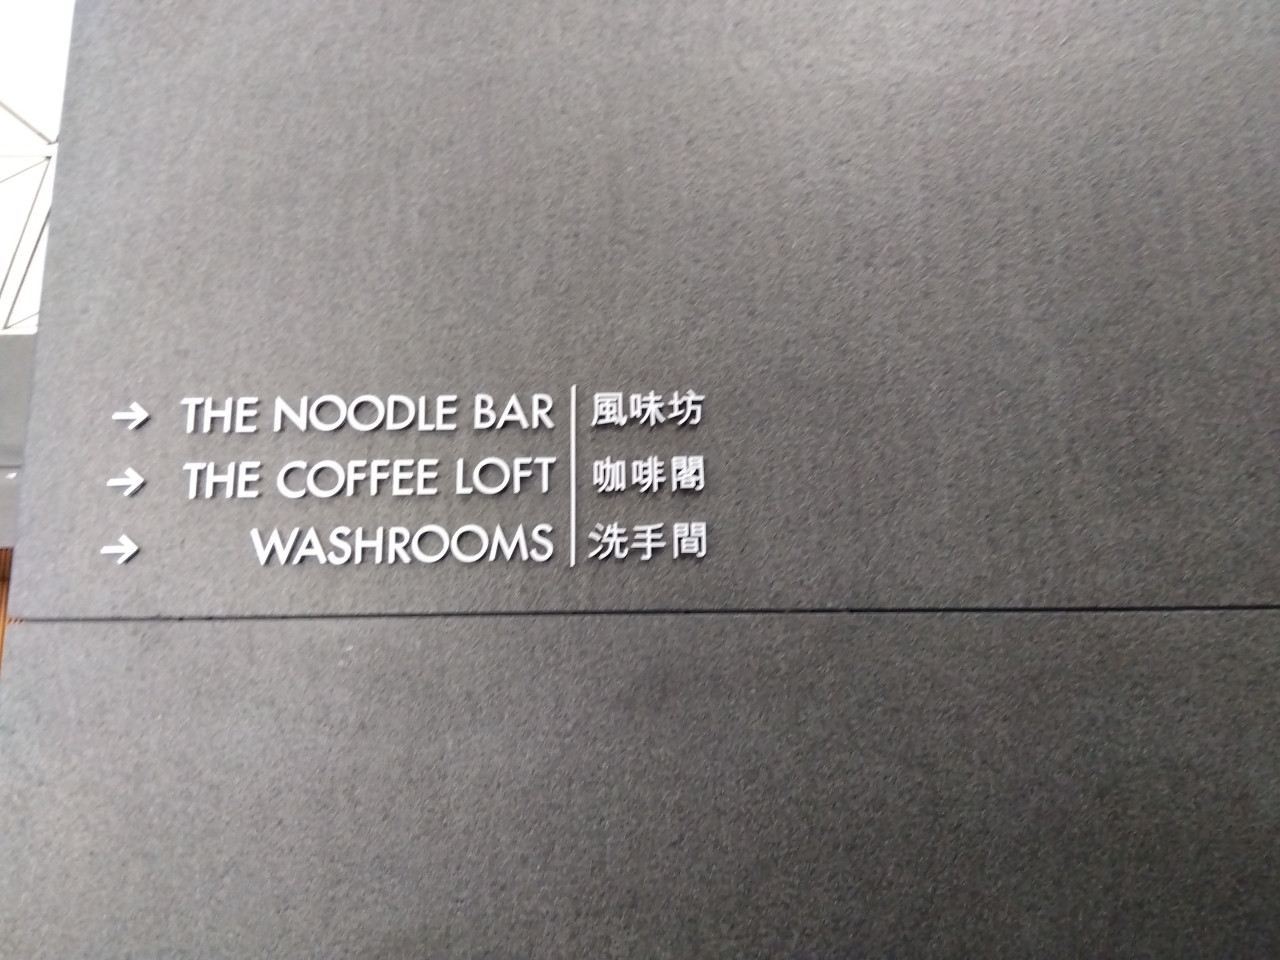 → THE NOODLE BAR | 風味坊
→ THE COFFEE LOFT | 咖啡閣
→ WASHROOMS | 洗手間